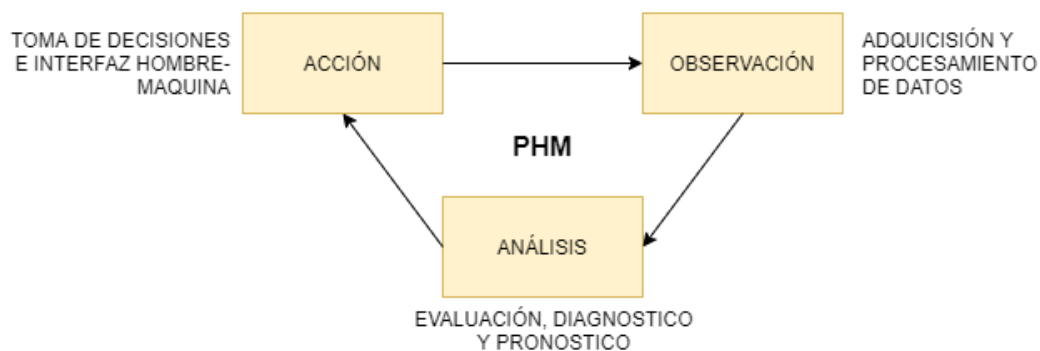 TOMA DE DECISIONES
E INTERFAZ HOMBRE-
MAQUINA
ACCIÓN
OBSERVACIÓN
ADQUICISIÓN Y
PROCESAMIENTO
DE DATOS
PHM
ANÁLISIS
EVALUACIÓN, DIAGNOSTICO
Y PRONOSTICO